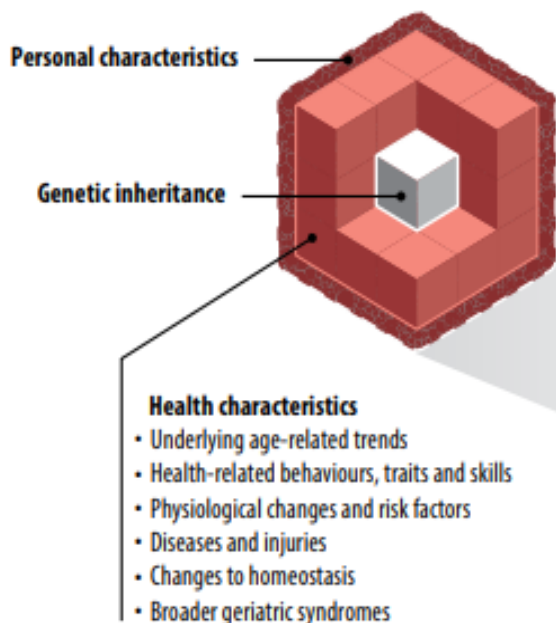 Personal characteristics
Genetic inheritance
Health characteristics
• Underlying age-related trends
• Health-related behaviours, traits and skills
• Physiological changes and risk factors
• Diseases and injuries
• Changes to homeostasis
• Broader geriatric syndromes